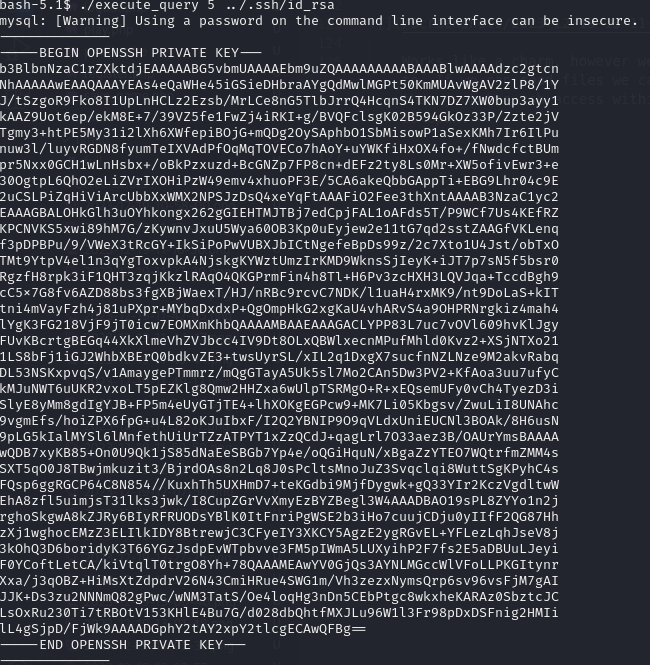 bash-5.1$ ./execute_query 5 ../.ssh/id_rsa
mysql: [Warning] Using a password on the command line interface can be insecure.
--------------
-----BEGIN OPENSSH PRIVATE KEY---
b3BlbnNzaC1rZXktdjEAAAAABG5vbmUAAAAEbm9uZQAAAAAAAAABAAABlwAAAAdzc2gtcn
NhAAAAAwEAAQAAAYEAs4eQaWHe45iGSieDHbraAYgQdMwlMGPt50KmMUAvWgAV2zlP8/1Y
J/tSzgoR9Fko8I1UpLnHCLz2Ezsb/MrLCe8nG5TlbJrrQ4HcqnS4TKN7DZ7XW0bup3ayy1
kAAZ9Uot6ep/ekM8E+7/39VZ5fe1FwZj4iRKI+g/BVQFclsgK02B594GkOz33P/Zzte2jV
Tgmy3+htPE5My31i2lXh6XWfepiBOjG+mQDg2OySAphbO1SbMisowP1aSexKMh7Ir6IlPu
nuw3l/luyvRGDN8fyumTeIXVAdPfOqMqTOVECo7hAoY+uYWKfiHxOX4fo+/fNwdcfctBUm
pr5Nxx0GCH1wLnHsbx+/oBkPzxuzd+BcGNZp7FP8cn+dEFz2ty8Ls0Mr+XW5ofivEwr3+e
30OgtpL6QhO2eLiZVrIXOHiPzW49emv4xhuoPF3E/5CA6akeQbbGAppTi+EBG9Lhr04c9E
2uCSLPiZqHiViArcUbbXxWMX2NPSJzDsQ4xeYqFtAAAFiO2Fee3thXntAAAAB3NzaC1yc2
EAAAGBALOHkGlh3uOYhkongx262gGIEHTMJTBj7edCpjFAL1oAFds5T/P9WCf7Us4KEfRZ
KPCNVKS5xwi89hM7G/zKywnvJxuU5Wya60OB3Kp0uEyjew2e11tG7qd2sstZAAGfVKLenq
f3pDPBPu/9/VWeX3tRcGY+IkSiPoPwVUBXJbICtNgefeBpDs99z/2c7Xto1U4Jst/obTxO
TMt9YtpV4el1n3qYgToxvpkA4NjskgKYWztUmzIrKMD9WknsSjIeyK+iJT7p7sN5f5bsr0
RgzfH8rpk3iF1QHT3zqjKkzlRAqO4QKGPrmFin4h8Tl+H6Pv3zcHXH3LQVJqa+TccdBgh9
cC5×7G8fv6AZD88bs3fgXBjWaexT/HJ/nRBc9rcvC7NDK/l1uaH4rxMK9/nt9DoLaS+kIT
tni4mVayFzh4j81uPXpr+MYbqDxdxP+QgOmpHkG2xgKaU4vhARvS4a9OHPRNrgkiz4mah4
lYgK3FG218VjF9jT0icw7EOMXmKhbQAAAAMBAAEAAAGACLYPP83L7uc7vOVl609hvKlJgy
FUvKBcrtgBEGq44XkXlmeVhZVJbcc4IV9Dt8OLxQBWlxecnMPufMhld0Kvz2+XSjNTXo21
1LS8bFj1iGJ2WhbXBErQ0bdkvZE3+twsUyrSL/xIL2q1DxgX7sucfnNZLNze9M2akvRabq
DL53NSKxpvqS/v1AmaygePTmmrz/mQgGTayA5Uk5sl7Mo2CAn5Dw3PV2+KfAoa3uu7ufyC
kMJuNWT6uUKR2vxoLT5pEZKlg8Qmw2HHZxa6wUlpTSRMgO+R+xEQsemUFy0vCh4TyezD3i
SlyE8yMm8gdIgYJB+FP5m4eUyGTjTE4+lhXOKgEGPcw9+MK7Li05Kbgsv/ZwuLiI8UNAhc
9vgmEfs/hoiZPX6fpG+u4L82oKJuIbxF/I2Q2YBNIP9O9qVLdxUniEUCNl3BOAk/8H6usN
9pLG5kIalMYSl6lMnfethUiUrTZzATPYT1xZzQCdJ+qagLrl7O33aez3B/OAUrYmsBAAAA
wQDB7xyKB85+On0U9Qk1jS85dNaEeSBGb7Yp4e/oQGiHquN/xBgaZzYTEO7WQtrfmZMM4s
SXT5qO0J8TBwjmkuzit3/BjrdOAs8n2Lq8J0sPcltsMnoJuZ3Svqclqi8WuttSgKPyhC4s
FQsp6ggRGCP64C8N854//KuxhTh5UXHmD7+teKGdbi9MjfDygwk+gQ33YIr2KczVgdltwW
EhA8zfl5uimjsT31lks3jwk/I8CupZGrVvXmyEzBYZBegl3W4AAADBAO19sPL8ZYYo1n2j
rghoSkgwA8kZJRy6BIyRFRUODsYBlK0ItFnriPgWSE2b3iHo7cuujCDju0yIIfF2QG87Hh
zXj1wghocEMzZ3ELIlkIDY8BtrewjC3CFyeIY3XKCY5AgzE2ygRGvEL+YFLezLqhJseV8j
3kOhQ3D6boridyK3T66YGzJsdpEvWTpbvve3FM5pIWmA5LUXyihP2F7fs2E5aDBUuLJeyi
F0YCoftLetCA/kiVtqlT0trgO8Yh+78QAAAMEAwYV0GjQs3AYNLMGccWlVFoLLPKGItynr
Xxa/j3qOBZ+HiMsXtZdpdrV26N43CmiHRue4SWG1m/Vh3zezxNymsQrp6sv96vsFjM7gAI
JJK+Ds3zu2NNNmQ82gPwc/wNM3TatS/Oe4loqHg3nDn5CEbPtgc8wkxheKARAz0SbztcJC
LsOxRu230Ti7tRBOtV153KHlE4Bu7G/d028dbQhtfMXJLu96W1l3Fr98pDxDSFnig2HMIi
lL4gSjpD/FjWk9AAAADGphY2tAY2xpY2tlcgECAwQFBg==
-----END OPENSSH PRIVATE KEY---
--------------